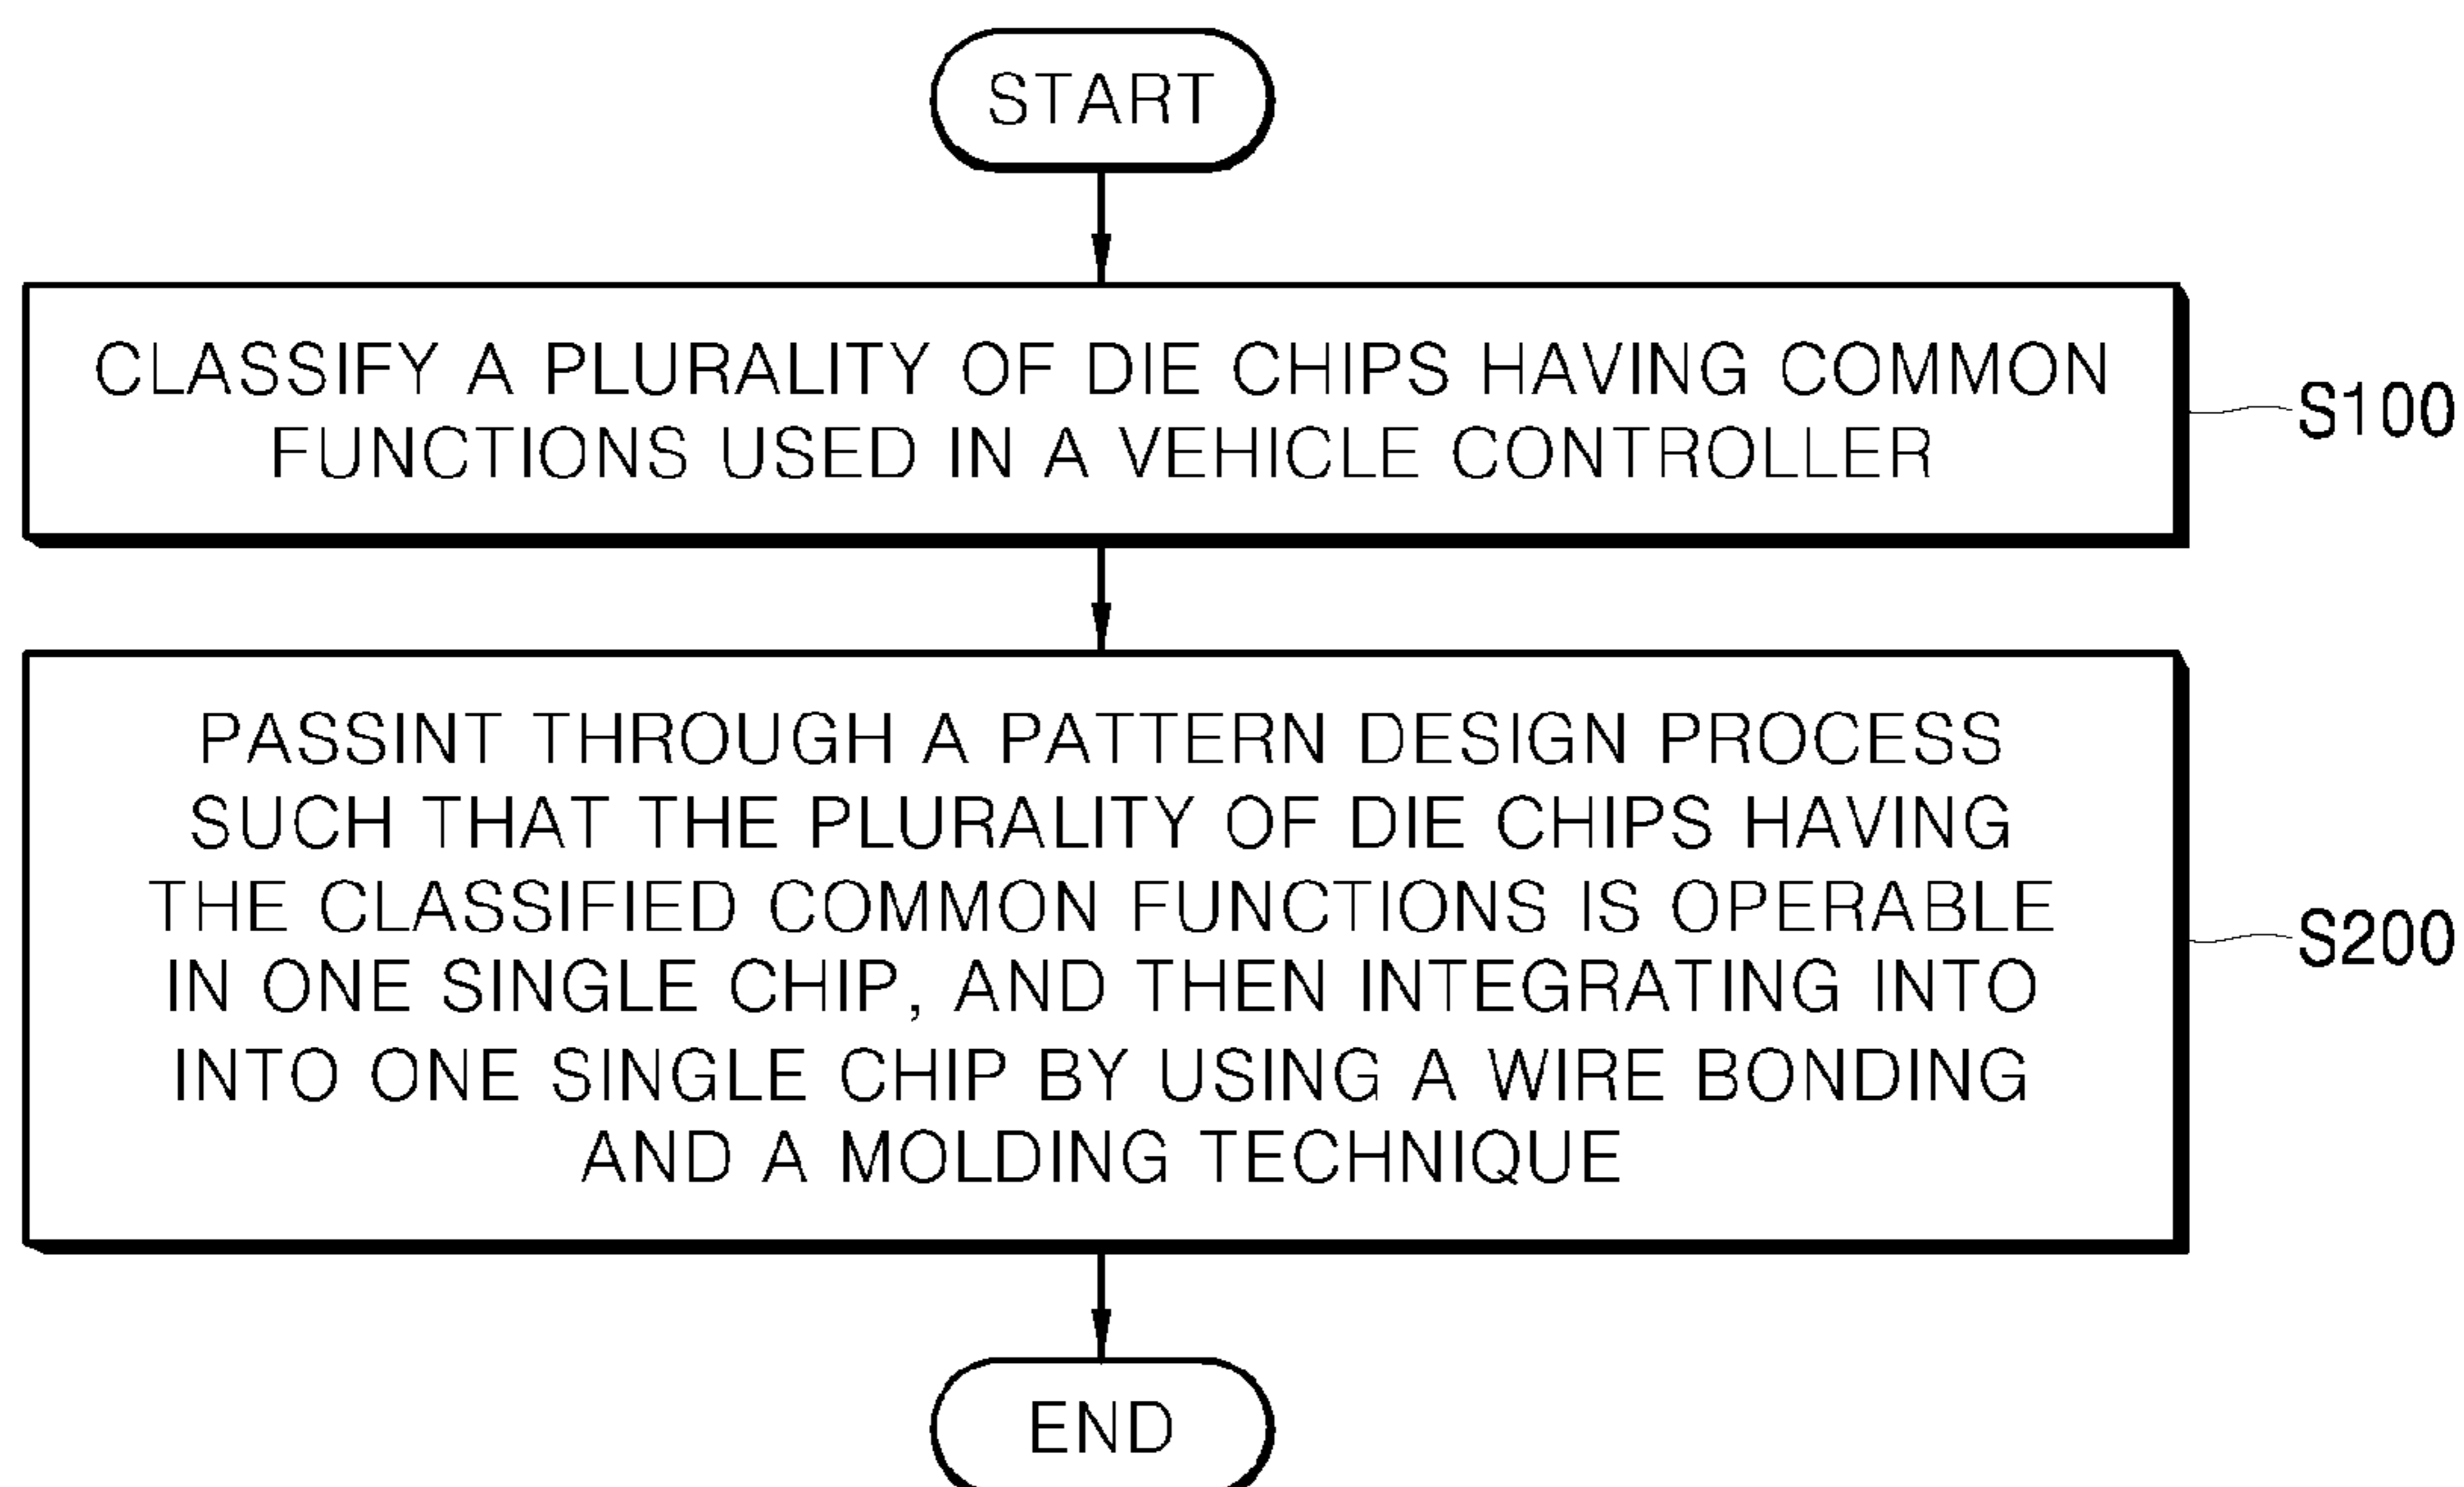 START
CLASSIFY A PLURALITY OF DIE CHIPS HAVING COMMON
FUNCTIONS USED IN A VEHICLE CONTROLLER
S100
PASSINT THROUGH A PATTERN DESIGN PROCESS
SUCH THAT THE PLURALITY OF DIE CHIPS HAVING
THE CLASSIFIED COMMON FUNCTIONS IS OPERABLE
IN ONE SINGLE CHIP, AND THEN INTEGRATING INTO
INTO ONE SINGLE CHIP BY USING A WIRE BONDING
AND A MOLDING TECHNIQUE
S200
END